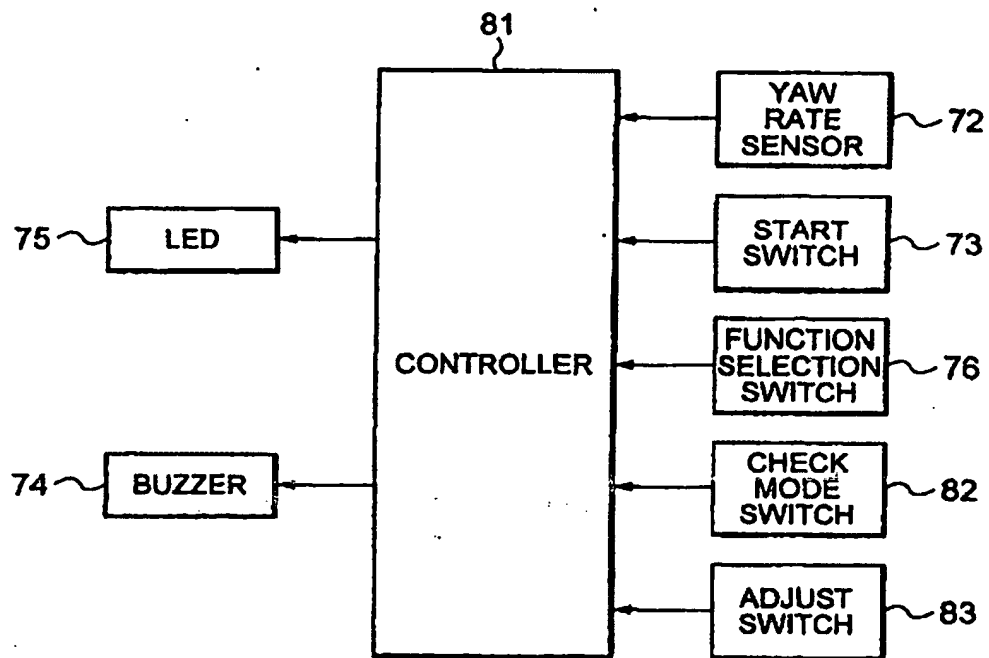 81
YAW
RATE
SENSOR
72
75
LED
START
SWITCH
73
CONTROLLER
FUNCTION
SELECTION
SWITCH
76
74
BUZZER
CHECK
MODE
SWITCH
82
ADJUST
SWITCH
83